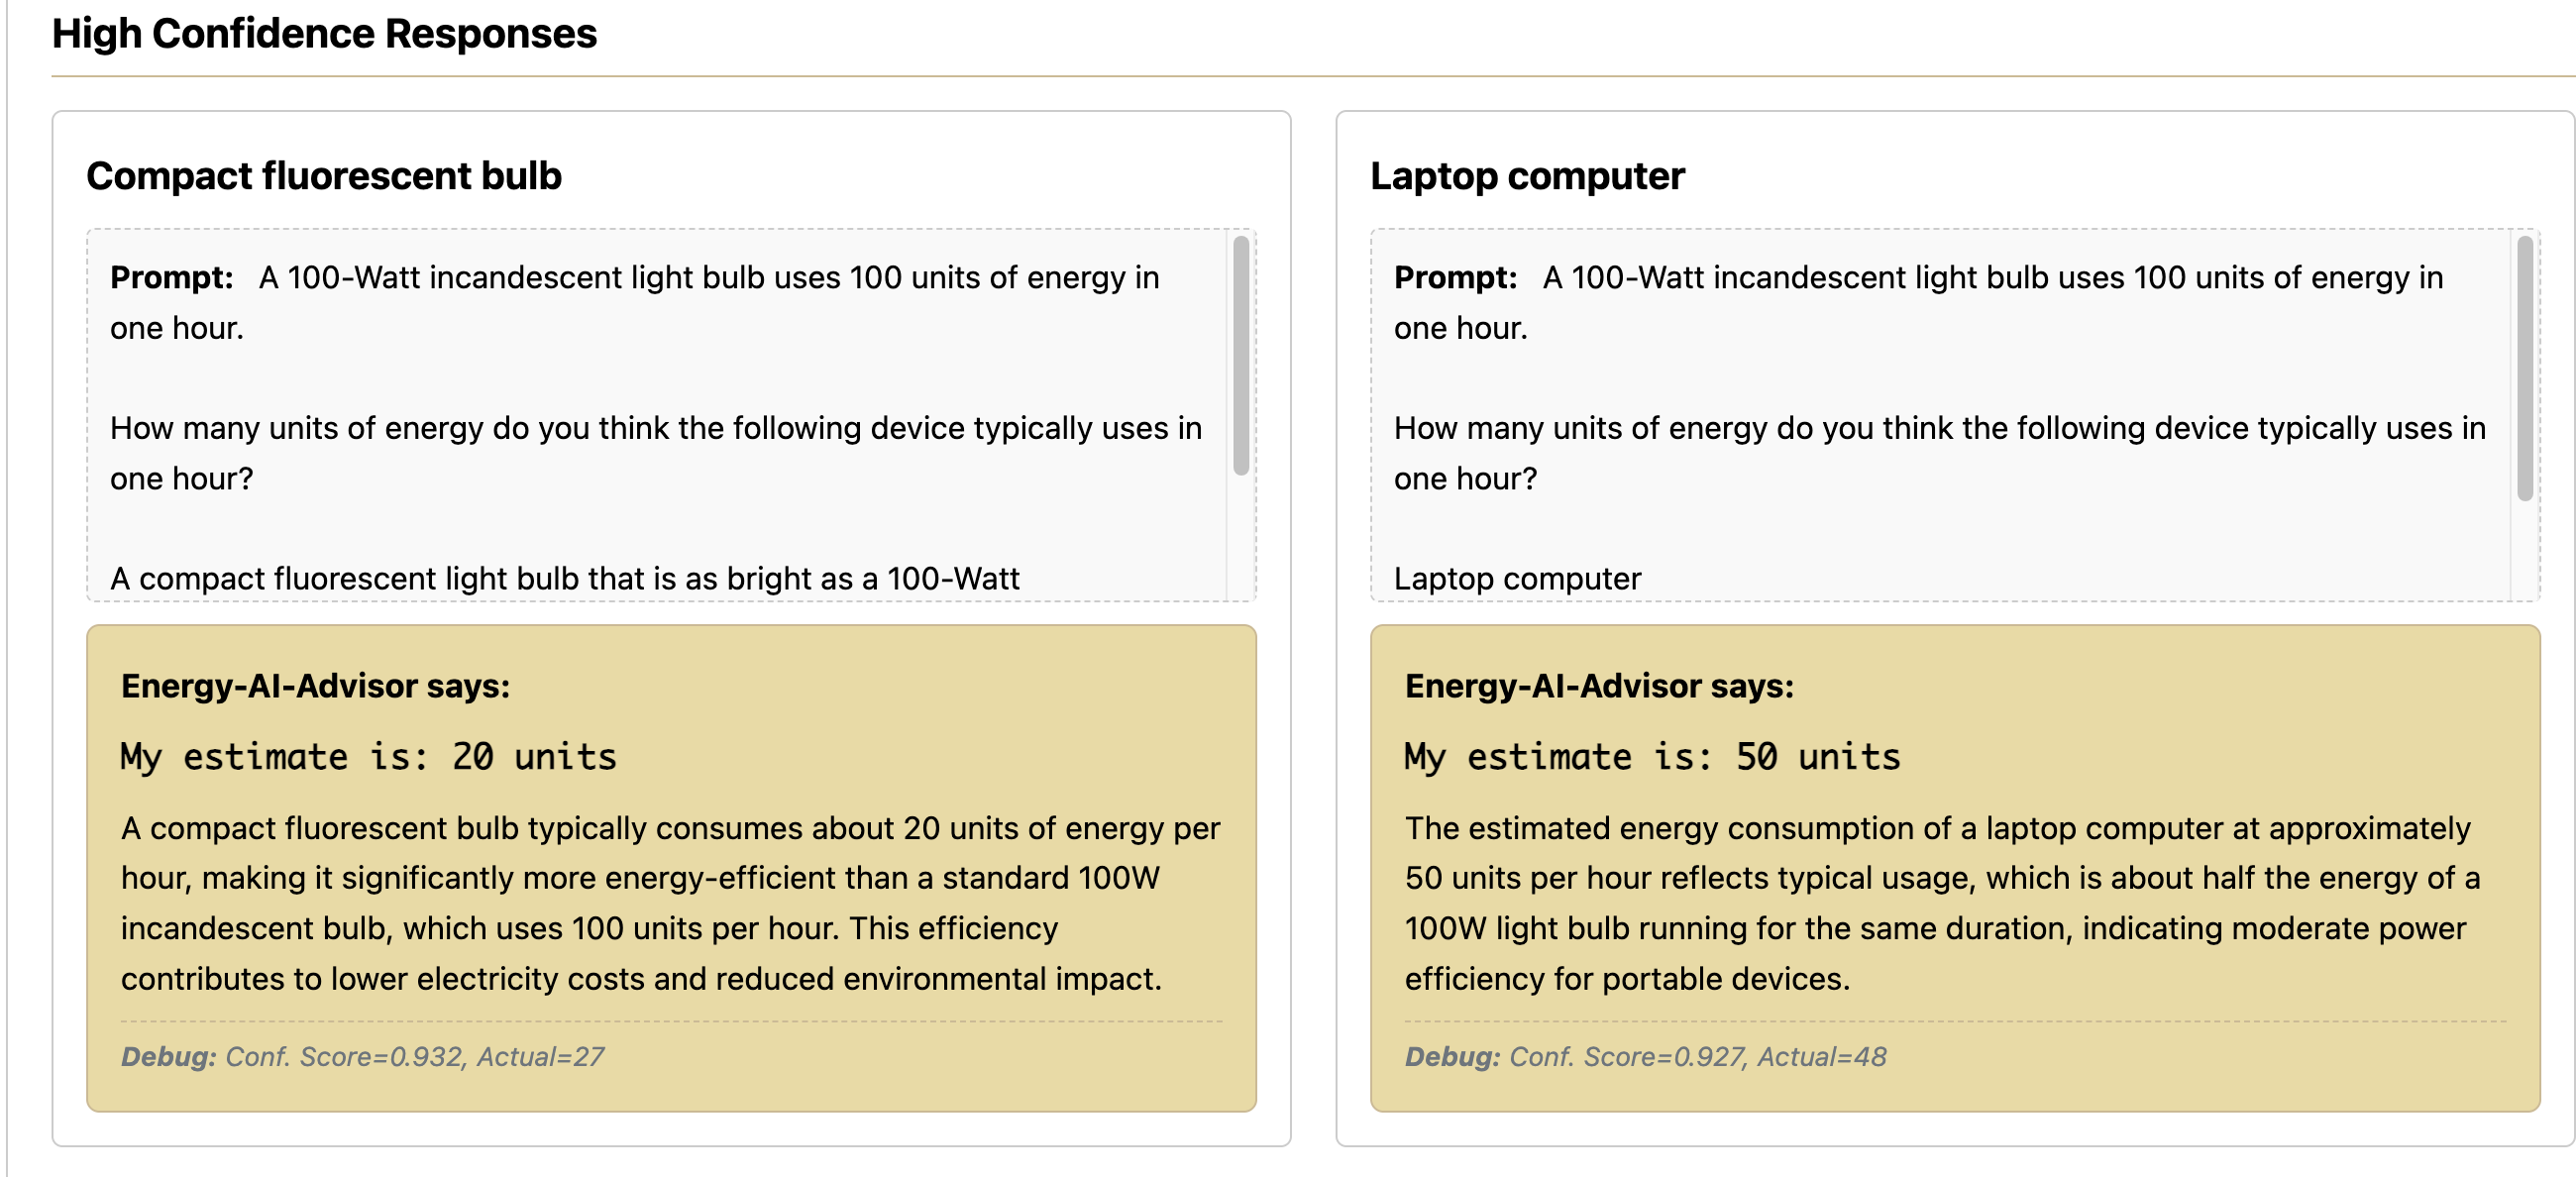 High Confidence Responses
Compact fluorescent bulb
Prompt: A 100-Watt incandescent light bulb uses 100 units of energy in
one hour.
How many units of energy do you think the following device typically uses in
one hour?
A compact fluorescent light bulb that is as bright as a 100-Watt
Energy-AI-Advisor says:
My estimate is: 20 units
A compact fluorescent bulb typically consumes about 20 units of energy per
hour, making it significantly more energy-efficient than a standard 100W
incandescent bulb, which uses 100 units per hour. This efficiency
contributes to lower electricity costs and reduced environmental impact.
Debug: Conf. Score=0.932, Actual=27
Laptop computer
Prompt: A 100-Watt incandescent light bulb uses 100 units of energy in
one hour.
How many units of energy do you think the following device typically uses in
one hour?
Laptop computer
Energy-AI-Advisor says:
My estimate is: 50 units
The estimated energy consumption of a laptop computer at approximately
50 units per hour reflects typical usage, which is about half the energy of a
100W light bulb running for the same duration, indicating moderate power
efficiency for portable devices.
Debug: Conf. Score=0.927, Actual=48